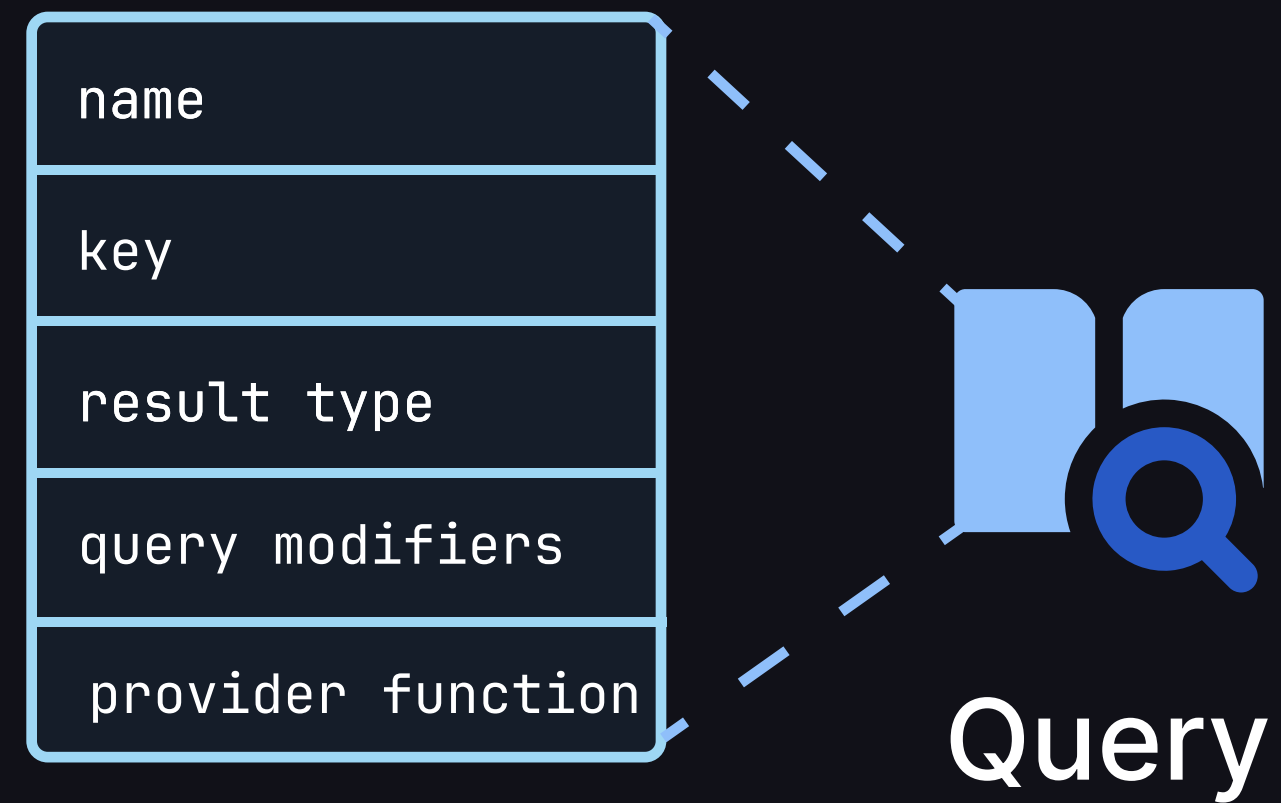 name
key
result type
query modifiers
provider function
Query